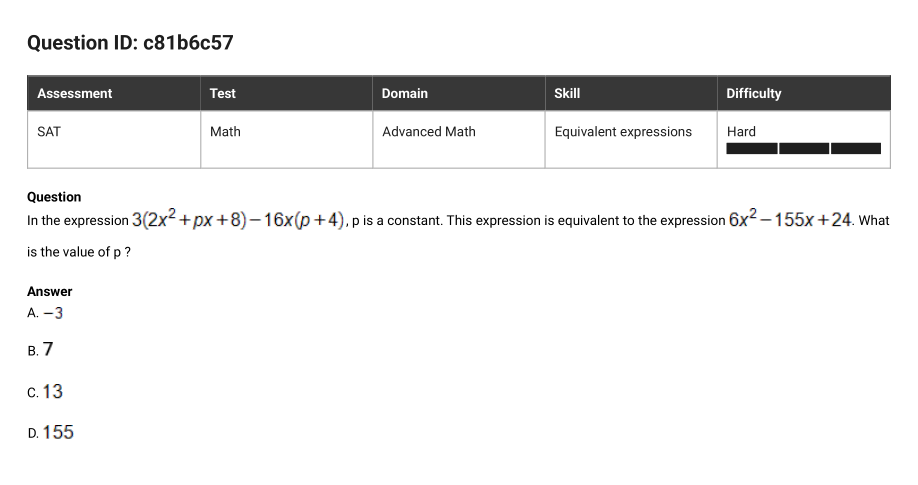 Question ID: c81b6c57
Assessment Test Domain Skill Difficulty
SAT Math Advanced Math Equivalent expressions Hard
Question
In the expression 3(2x²+px+8)−16x(p+4), p is a constant. This expression is equivalent to the expression 6x²−155x+24. What
is the value of p ?
Answer
A. −3
B. 7
C. 13
D. 155